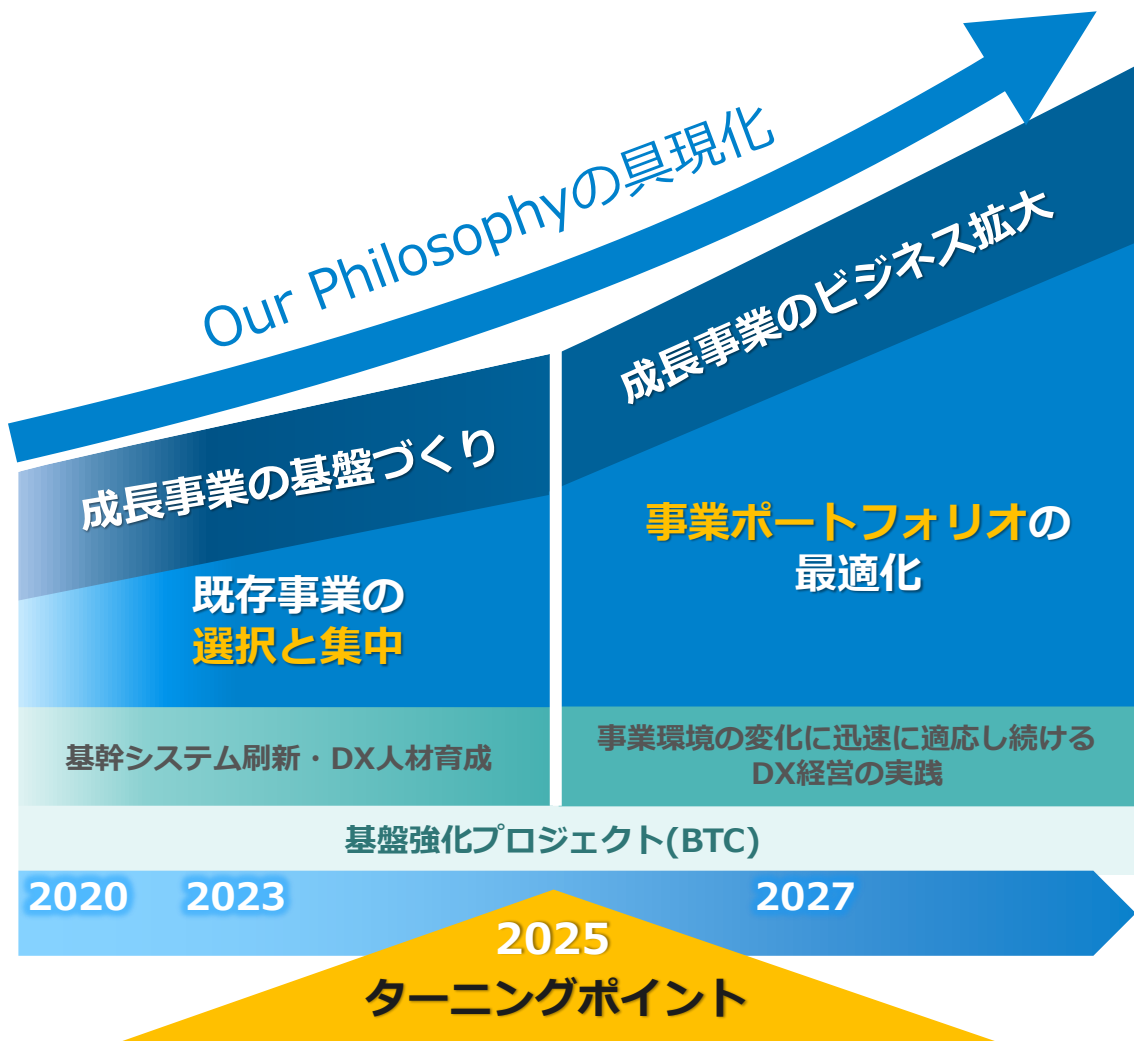 Our Philosophyの具現化
成長事業の基盤づくり
成長事業のビジネス拡大
既存事業の
選択と集中
事業ポートフォリオの
最適化
基幹システム刷新・DX人材育成
事業環境の変化に迅速に適応し続ける
DX経営の実践
基盤強化プロジェクト(BTC)
2020
2023
2025
2027
ターニングポイント